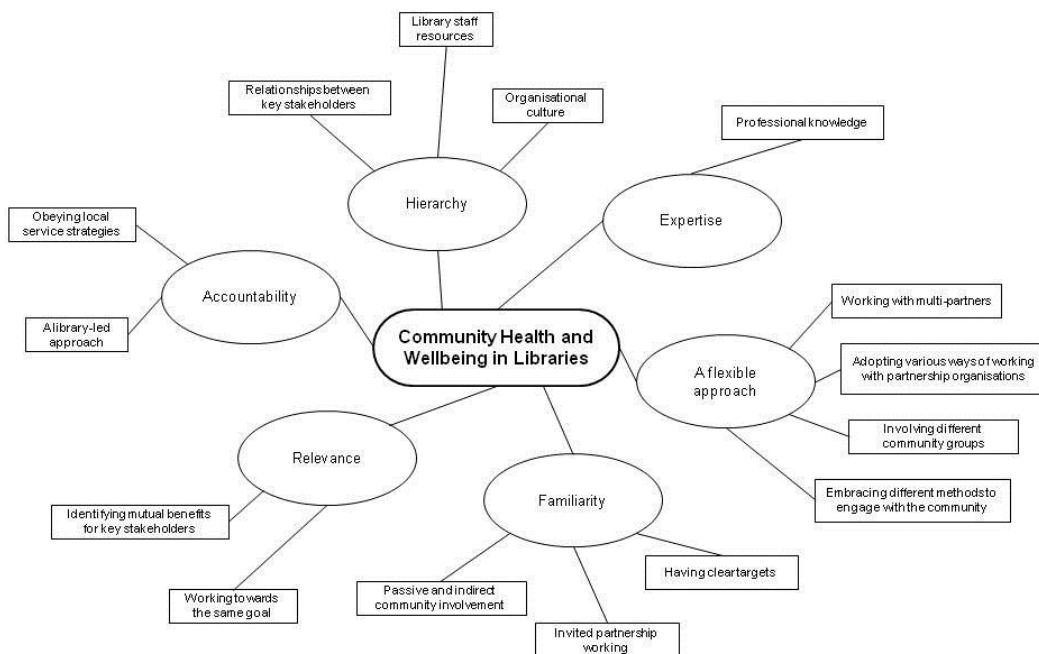 Library staff
resources
Relationships between
key stakeholders
Organisational
culture
Professional knowledge
Hierarchy
Expertise
Obeying local
service strategies
Accountability
A library-led
approach
Community Health and
Wellbeing in Libraries
Working with multi-partners
A flexible
approach
Adopting various ways of working
with partnership organisations
Involving different
community groups
Embracing different methods to
engage with the community
Relevance
Identifying mutual benefits
for key stakeholders
Working towards
the same goal
Familiarity
Having clear targets
Passive and indirect
community involvement
Invited partnership
working